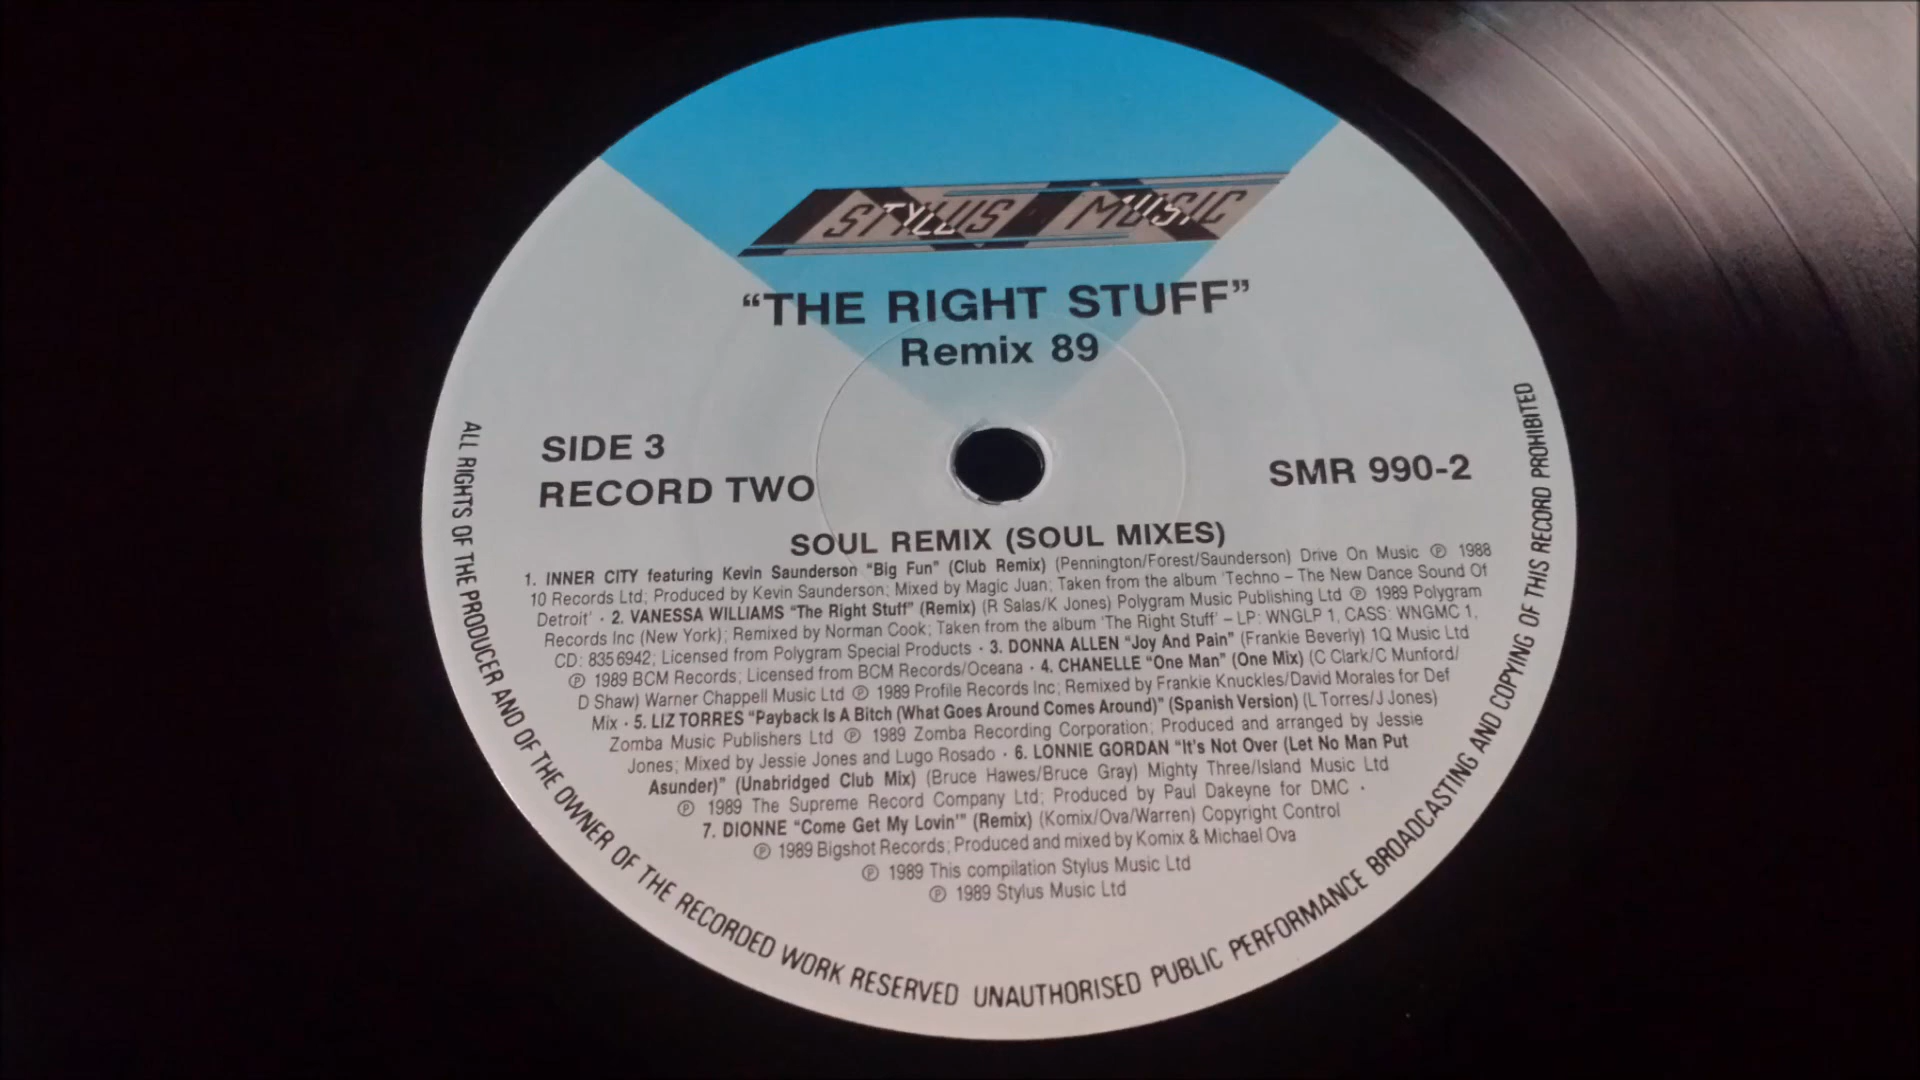 STYLUS MUSIC
“THE RIGHT STUFF”
Remix 89
SIDE 3
RECORD TWO
SMR 990-2
SOUL REMIX (SOUL MIXES)
1. INNER CITY featuring Kevin Saunderson “Big Fun” (Club Remix) (Pennington/Forest/Saunderson) Drive On Music ℗ 1988
10 Records Ltd; Produced by Kevin Saunderson; Mixed by Magic Juan; Taken from the album ‘Techno – The New Dance Sound Of
Detroit’ · 2. VANESSA WILLIAMS “The Right Stuff” (Remix) (R Salas/K Jones) Polygram Music Publishing Ltd ℗ 1989 Polygram
Records Inc (New York); Remixed by Norman Cook; Taken from the album ‘The Right Stuff’ – LP: WNGLP 1, CASS: WNGMC 1,
CD: 835 6942; Licensed from Polygram Special Products · 3. DONNA ALLEN “Joy And Pain” (Frankie Beverly) 1Q Music Ltd
℗ 1989 BCM Records; Licensed from BCM Records/Oceana · 4. CHANELLE “One Man” (One Mix) (C Clark/C Munford/
D Shaw) Warner Chappell Music Ltd ℗ 1989 Profile Records Inc; Remixed by Frankie Knuckles/David Morales for Def
Mix · 5. LIZ TORRES “Payback Is A Bitch (What Goes Around Comes Around)” (Spanish Version) (L Torres/J Jones)
Zomba Music Publishers Ltd ℗ 1989 Zomba Recording Corporation; Produced and arranged by Jessie
Jones; Mixed by Jessie Jones and Lugo Rosado · 6. LONNIE GORDAN “It’s Not Over (Let No Man Put
Asunder)” (Unabridged Club Mix) (Bruce Hawes/Bruce Gray) Mighty Three/Island Music Ltd
℗ 1989 The Supreme Record Company Ltd; Produced by Paul Dakeyne for DMC ·
7. DIONNE “Come Get My Lovin’” (Remix) (Komix/Ova/Warren) Copyright Control
℗ 1989 Bigshot Records; Produced and mixed by Komix & Michael Ova
℗ 1989 This compilation Stylus Music Ltd
℗ 1989 Stylus Music Ltd
ALL RIGHTS OF THE PRODUCER AND OF THE OWNER OF THE RECORDED WORK RESERVED UNAUTHORISED PUBLIC PERFORMANCE BROADCASTING AND COPYING OF THIS RECORD PROHIBITED